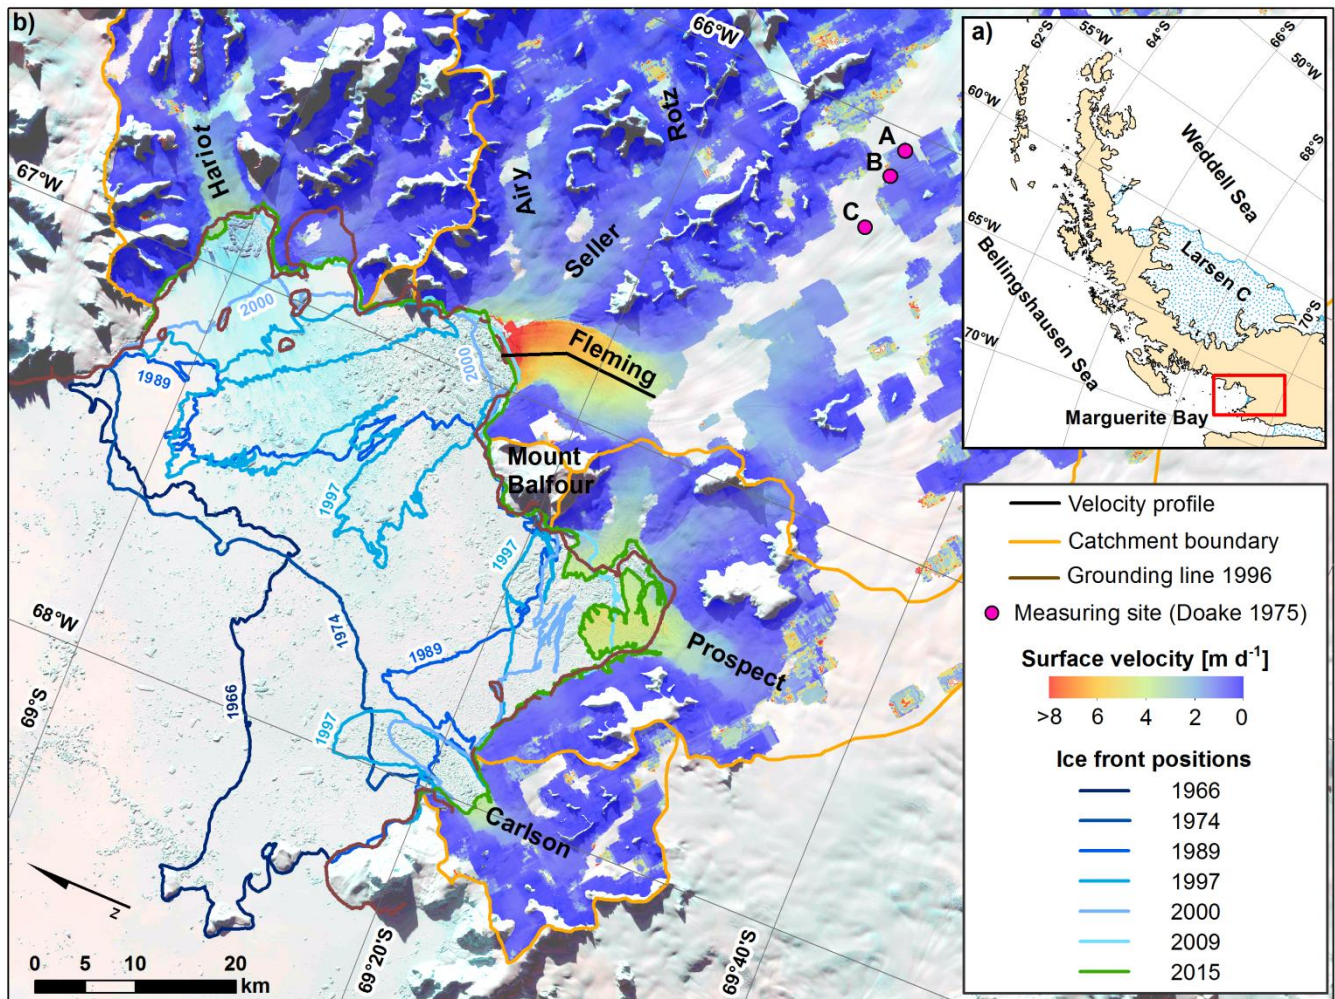 b)
66°W
67°W
68°W
69°S
69°20'S
69°40'S
Hariot
Airy
Rotz
Seller
Fleming
A
B
C
Mount
Balfour
Prospect
Carlson
2000
2000
1989
1997
1997
1974
1989
1966
1997
N
0 5 10 20
km
a)
62°S
55°W
64°S
66°S
50°W
60°W
68°S
65°W
70°S
70°W
Weddell Sea
Larsen C
Bellingshausen Sea
Marguerite Bay
Velocity profile
Catchment boundary
Grounding line 1996
Measuring site (Doake 1975)
Surface velocity [m d⁻¹]
>8 6 4 2 0
Ice front positions
1966
1974
1989
1997
2000
2009
2015